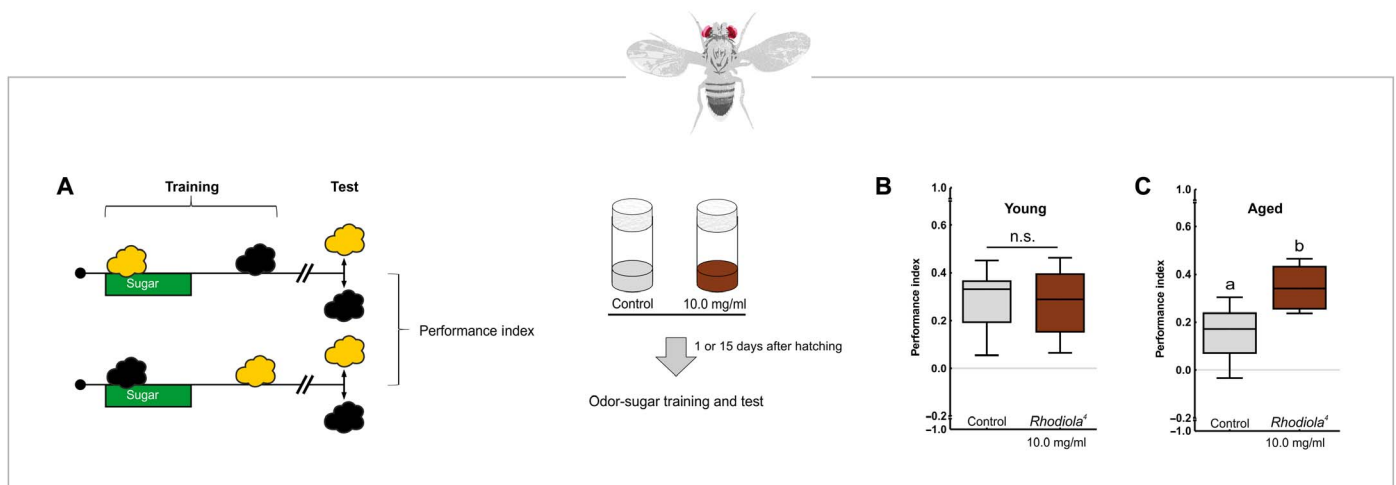 A
Training
Test
Sugar
Sugar
Performance index
Control
10.0 mg/ml
1 or 15 days after hatching
Odor-sugar training and test
B
Young
n.s.
Performance index
1.0
0.6
0.4
0.2
0.0
−0.2
−1.0
Control
Rhodiola⁴
10.0 mg/ml
C
Aged
a
b
Performance index
1.0
0.6
0.4
0.2
0.0
−0.2
−1.0
Control
Rhodiola⁴
10.0 mg/ml